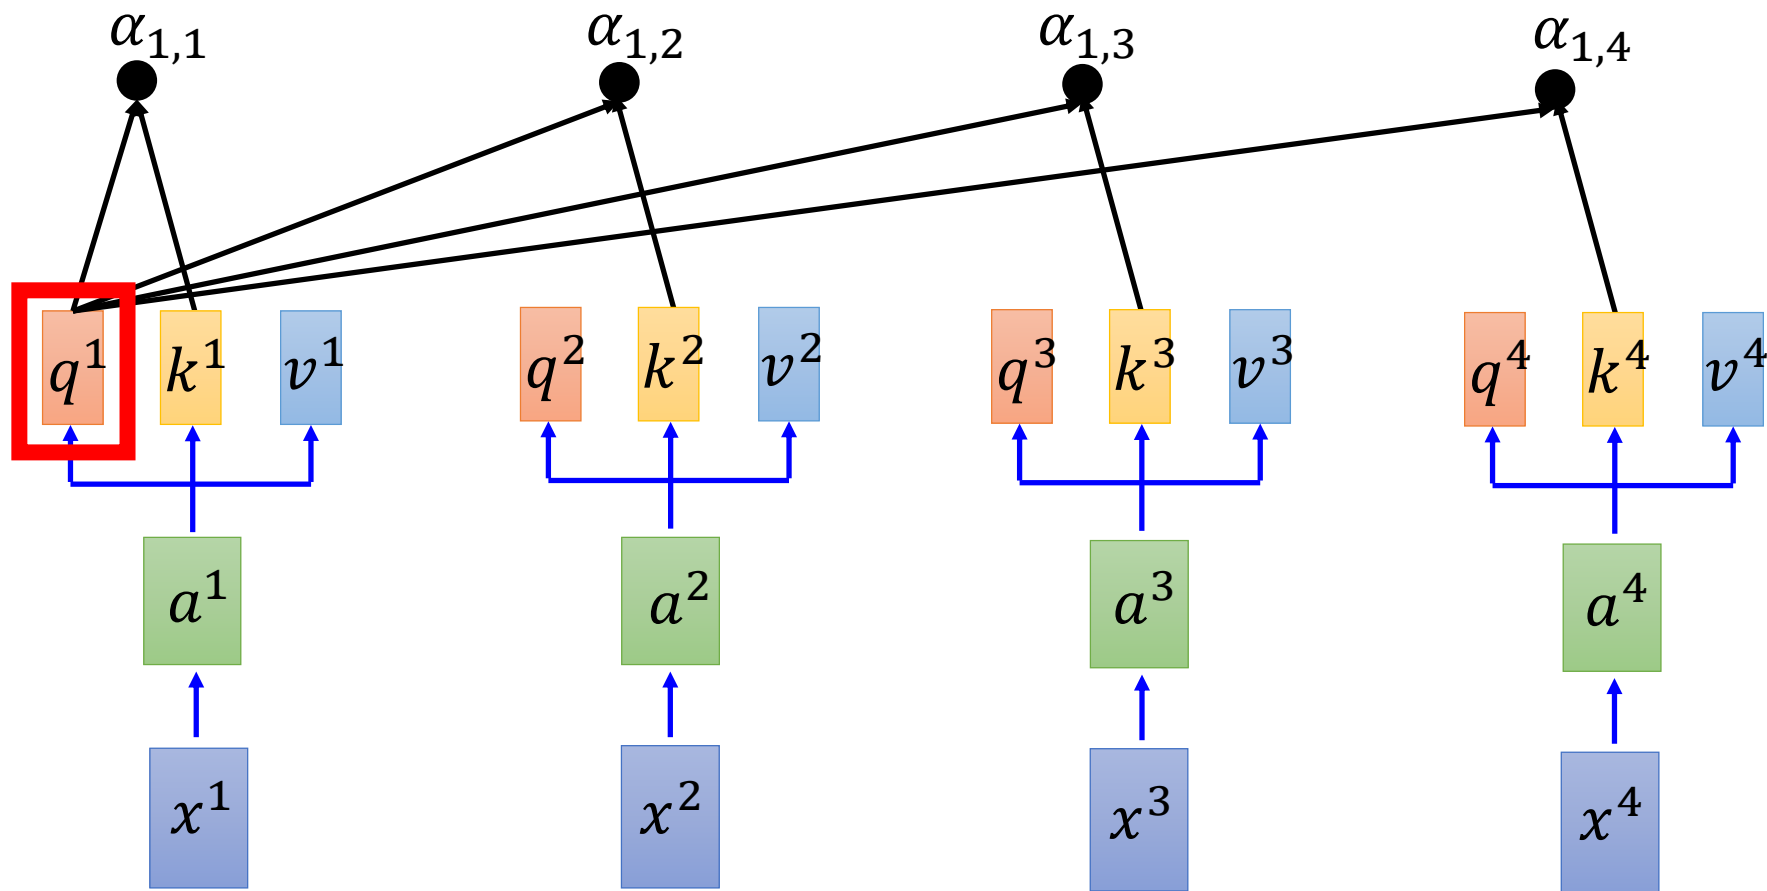 α₁,₁ α₁,₂ α₁,₃ α₁,₄
q¹ k¹ v¹ q² k² v² q³ k³ v³ q⁴ k⁴ v⁴
a¹ a² a³ a⁴
x¹ x² x³ x⁴